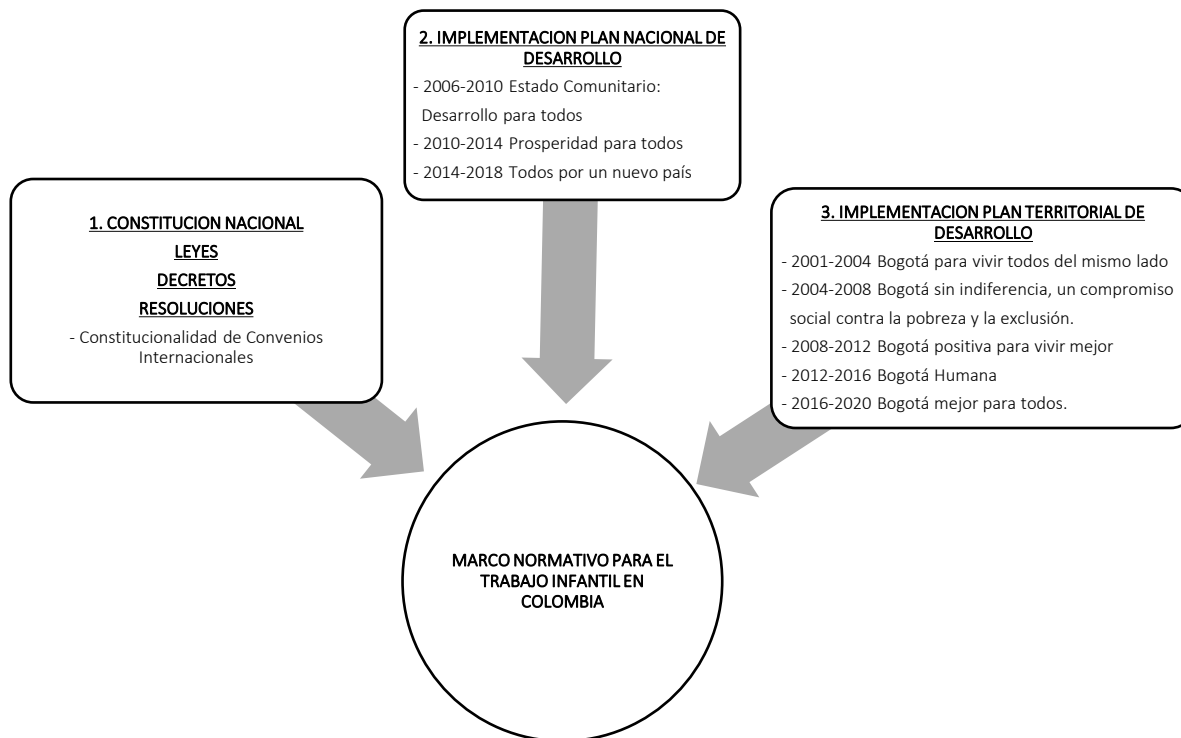 1. CONSTITUCION NACIONAL
LEYES
DECRETOS
RESOLUCIONES
- Constitucionalidad de Convenios
Internacionales
2. IMPLEMENTACION PLAN NACIONAL DE
DESARROLLO
- 2006-2010 Estado Comunitario:
Desarrollo para todos
- 2010-2014 Prosperidad para todos
- 2014-2018 Todos por un nuevo país
3. IMPLEMENTACION PLAN TERRITORIAL DE
DESARROLLO
- 2001-2004 Bogotá para vivir todos del mismo lado
- 2004-2008 Bogotá sin indiferencia, un compromiso
social contra la pobreza y la exclusión.
- 2008-2012 Bogotá positiva para vivir mejor
- 2012-2016 Bogotá Humana
- 2016-2020 Bogotá mejor para todos.
MARCO NORMATIVO PARA EL
TRABAJO INFANTIL EN
COLOMBIA